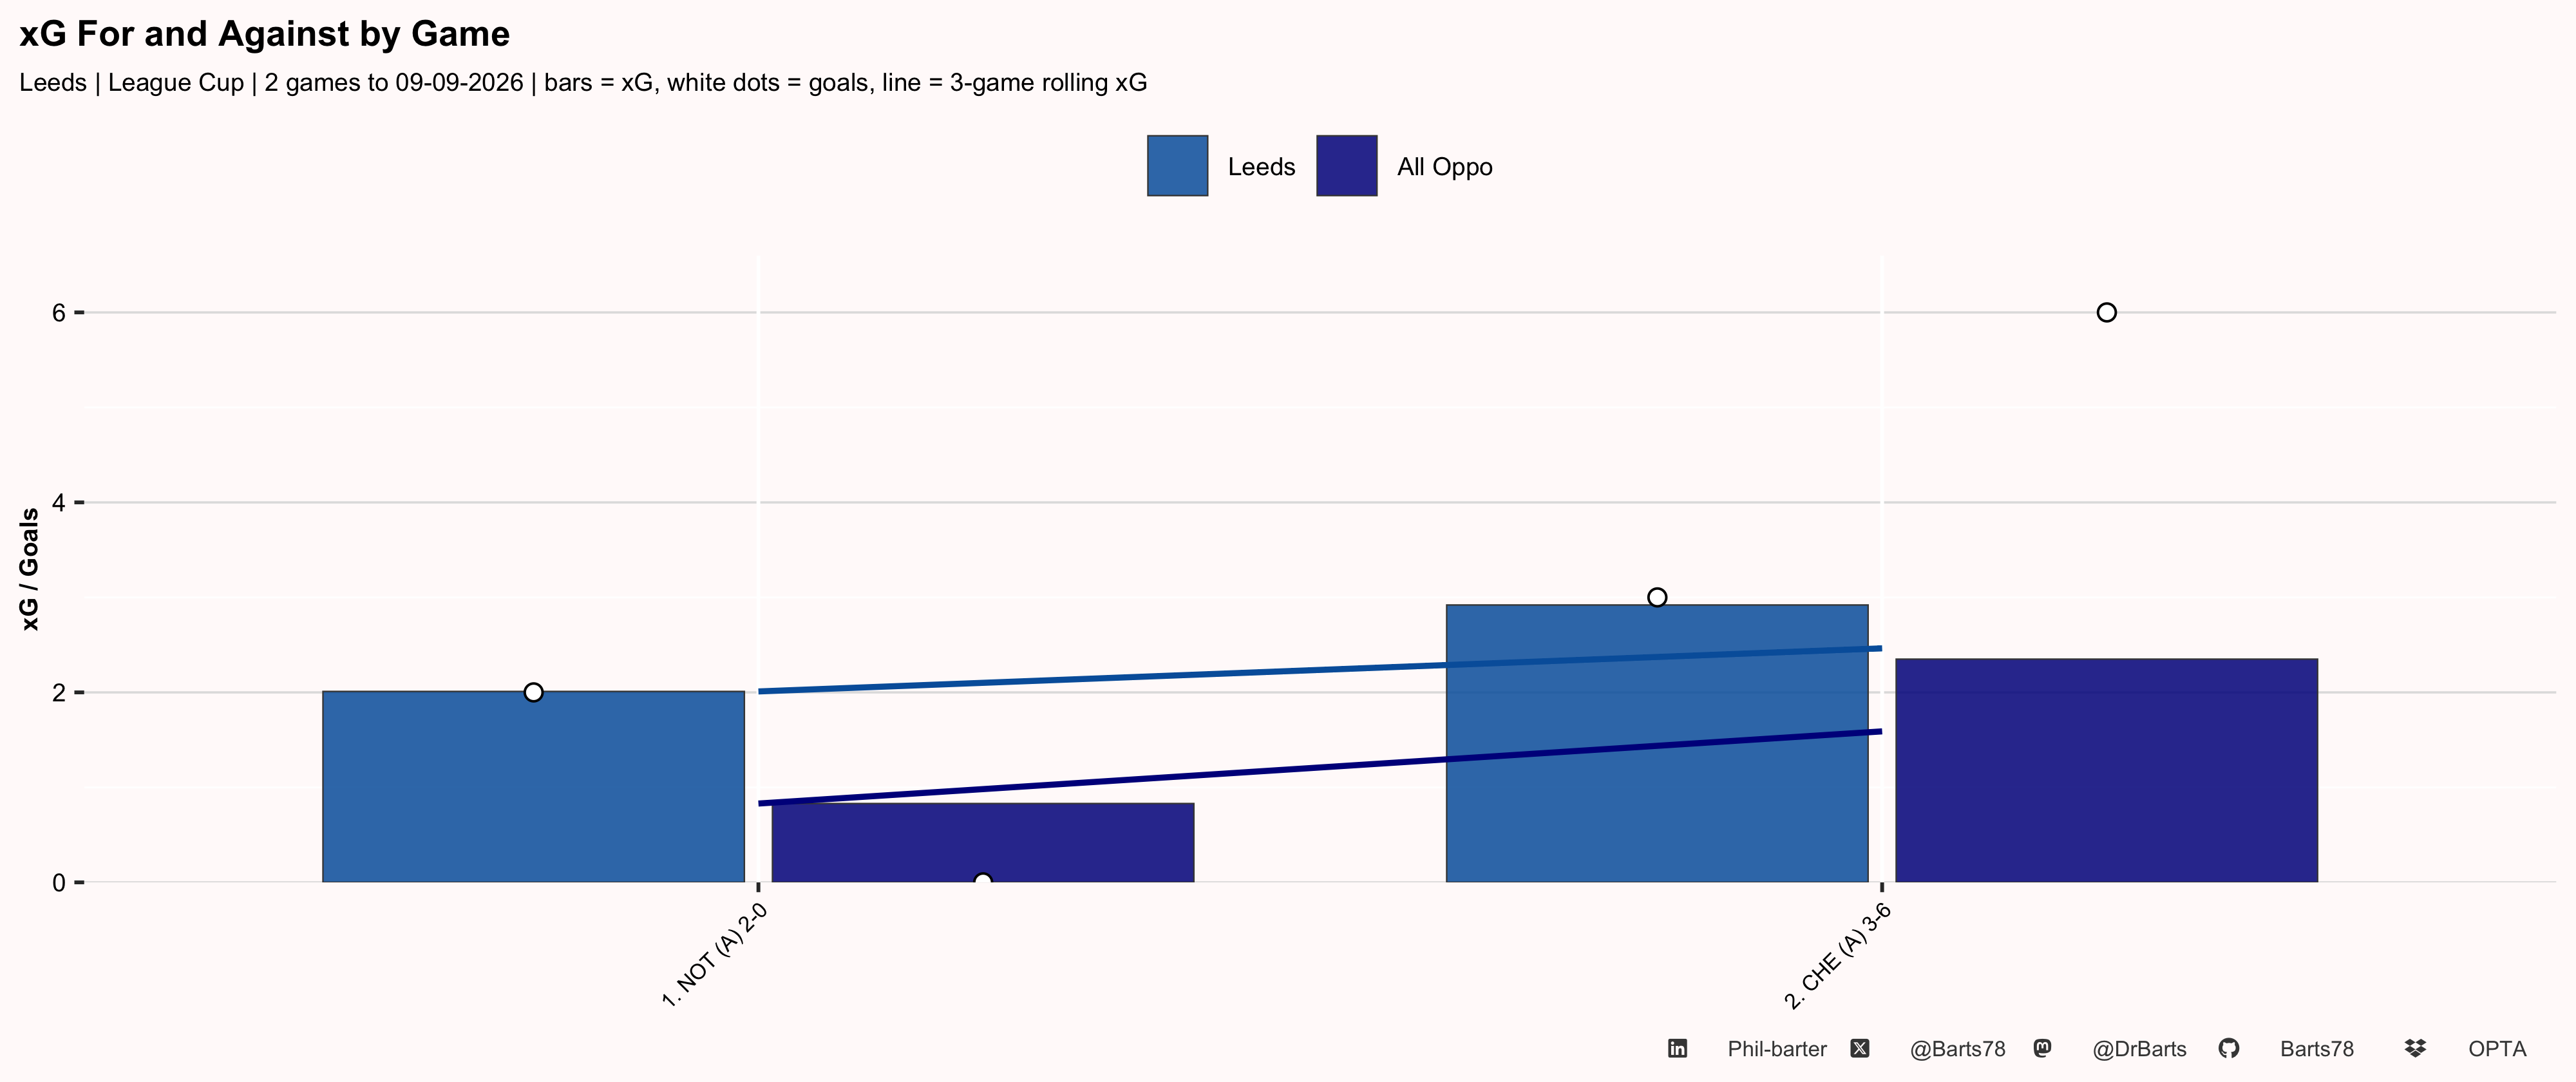 xG For and Against by Game
Leeds | League Cup | 2 games to 09-09-2026 | bars = xG, white dots = goals, line = 3-game rolling xG
Leeds All Oppo
xG / Goals
6
4
2
0
1. NOT (A) 2-0
2. CHE (A) 3-6
Phil-barter @Barts78 @DrBarts Barts78 OPTA